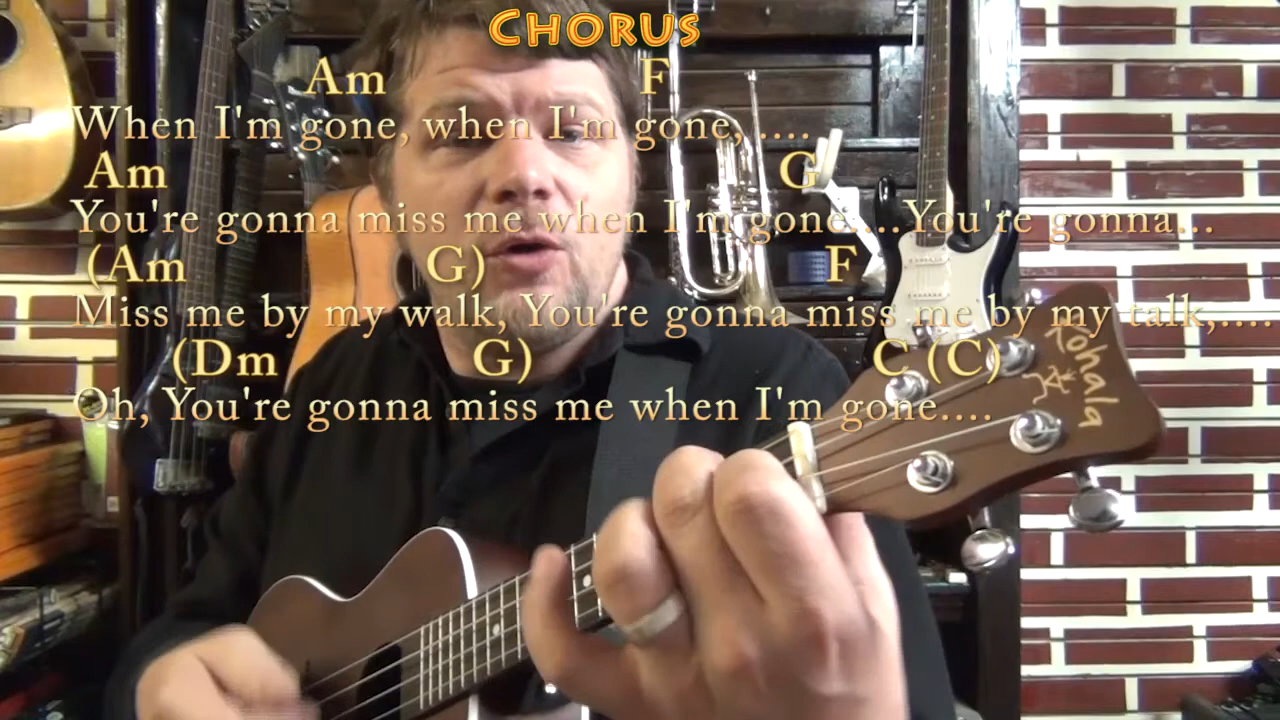 CHORUS
Am F
When I'm gone, when I'm gone, ....
Am G
You're gonna miss me when I'm gone....You're gonna...
(Am G) F
Miss me by my walk, You're gonna miss me by my talk,....
(Dm G) C (C)
Oh, You're gonna miss me when I'm gone....
Kohala